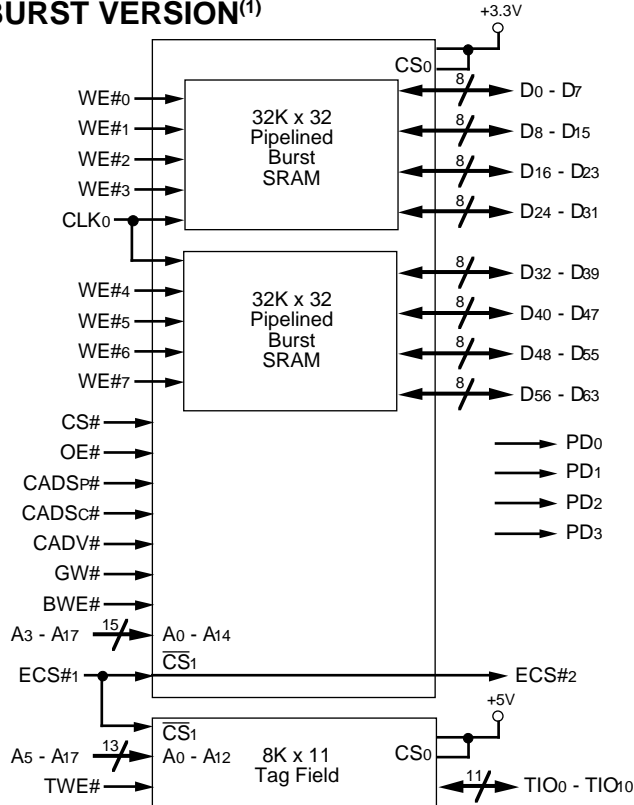 BURST VERSION(1)
+3.3V
CS0
WE#0
WE#1
WE#2
WE#3
CLK0
32K x 32
Pipelined
Burst
SRAM
8 D0 - D7
8 D8 - D15
8 D16 - D23
8 D24 - D31
WE#4
WE#5
WE#6
WE#7
32K x 32
Pipelined
Burst
SRAM
8 D32 - D39
8 D40 - D47
8 D48 - D55
8 D56 - D63
CS#
OE#
CADSP#
CADSC#
CADV#
GW#
BWE#
PD0
PD1
PD2
PD3
A3 - A17 15 A0 - A14
ECS#1 CS1 ECS#2
+5V
CS1
A5 - A17 13 A0 - A12
8K x 11
Tag Field
CS0
TWE#
11 TIO0 - TIO10